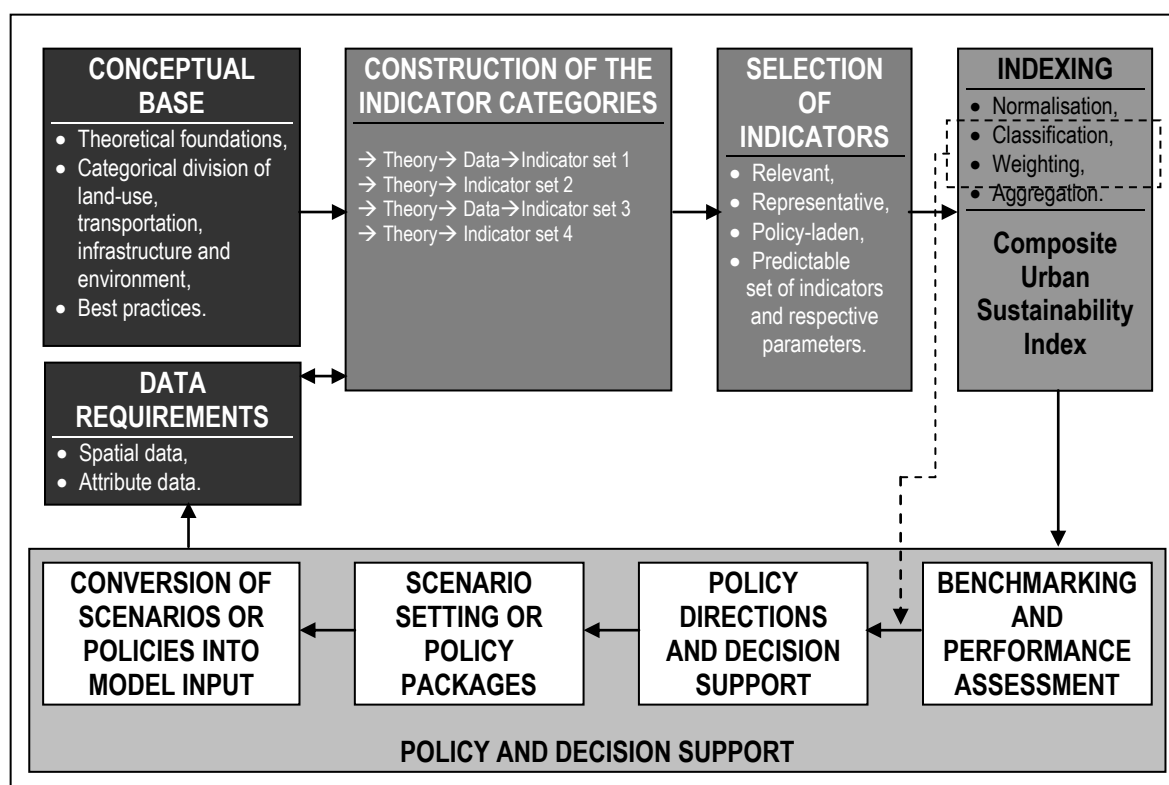 CONCEPTUAL
BASE
• Theoretical foundations,
• Categorical division of
land-use,
transportation,
infrastructure and
environment,
• Best practices.
CONSTRUCTION OF THE
INDICATOR CATEGORIES
→ Theory→ Data→Indicator set 1
→ Theory→ Indicator set 2
→ Theory→ Data→Indicator set 3
→ Theory→ Indicator set 4
SELECTION
OF
INDICATORS
• Relevant,
• Representative,
• Policy-laden,
• Predictable
set of indicators
and respective
parameters.
INDEXING
• Normalisation,
• Classification,
• Weighting,
• Aggregation.
Composite
Urban
Sustainability
Index
DATA
REQUIREMENTS
• Spatial data,
• Attribute data.
CONVERSION OF
SCENARIOS OR
POLICIES INTO
MODEL INPUT
SCENARIO
SETTING OR
POLICY
PACKAGES
POLICY
DIRECTIONS
AND DECISION
SUPPORT
BENCHMARKING
AND
PERFORMANCE
ASSESSMENT
POLICY AND DECISION SUPPORT